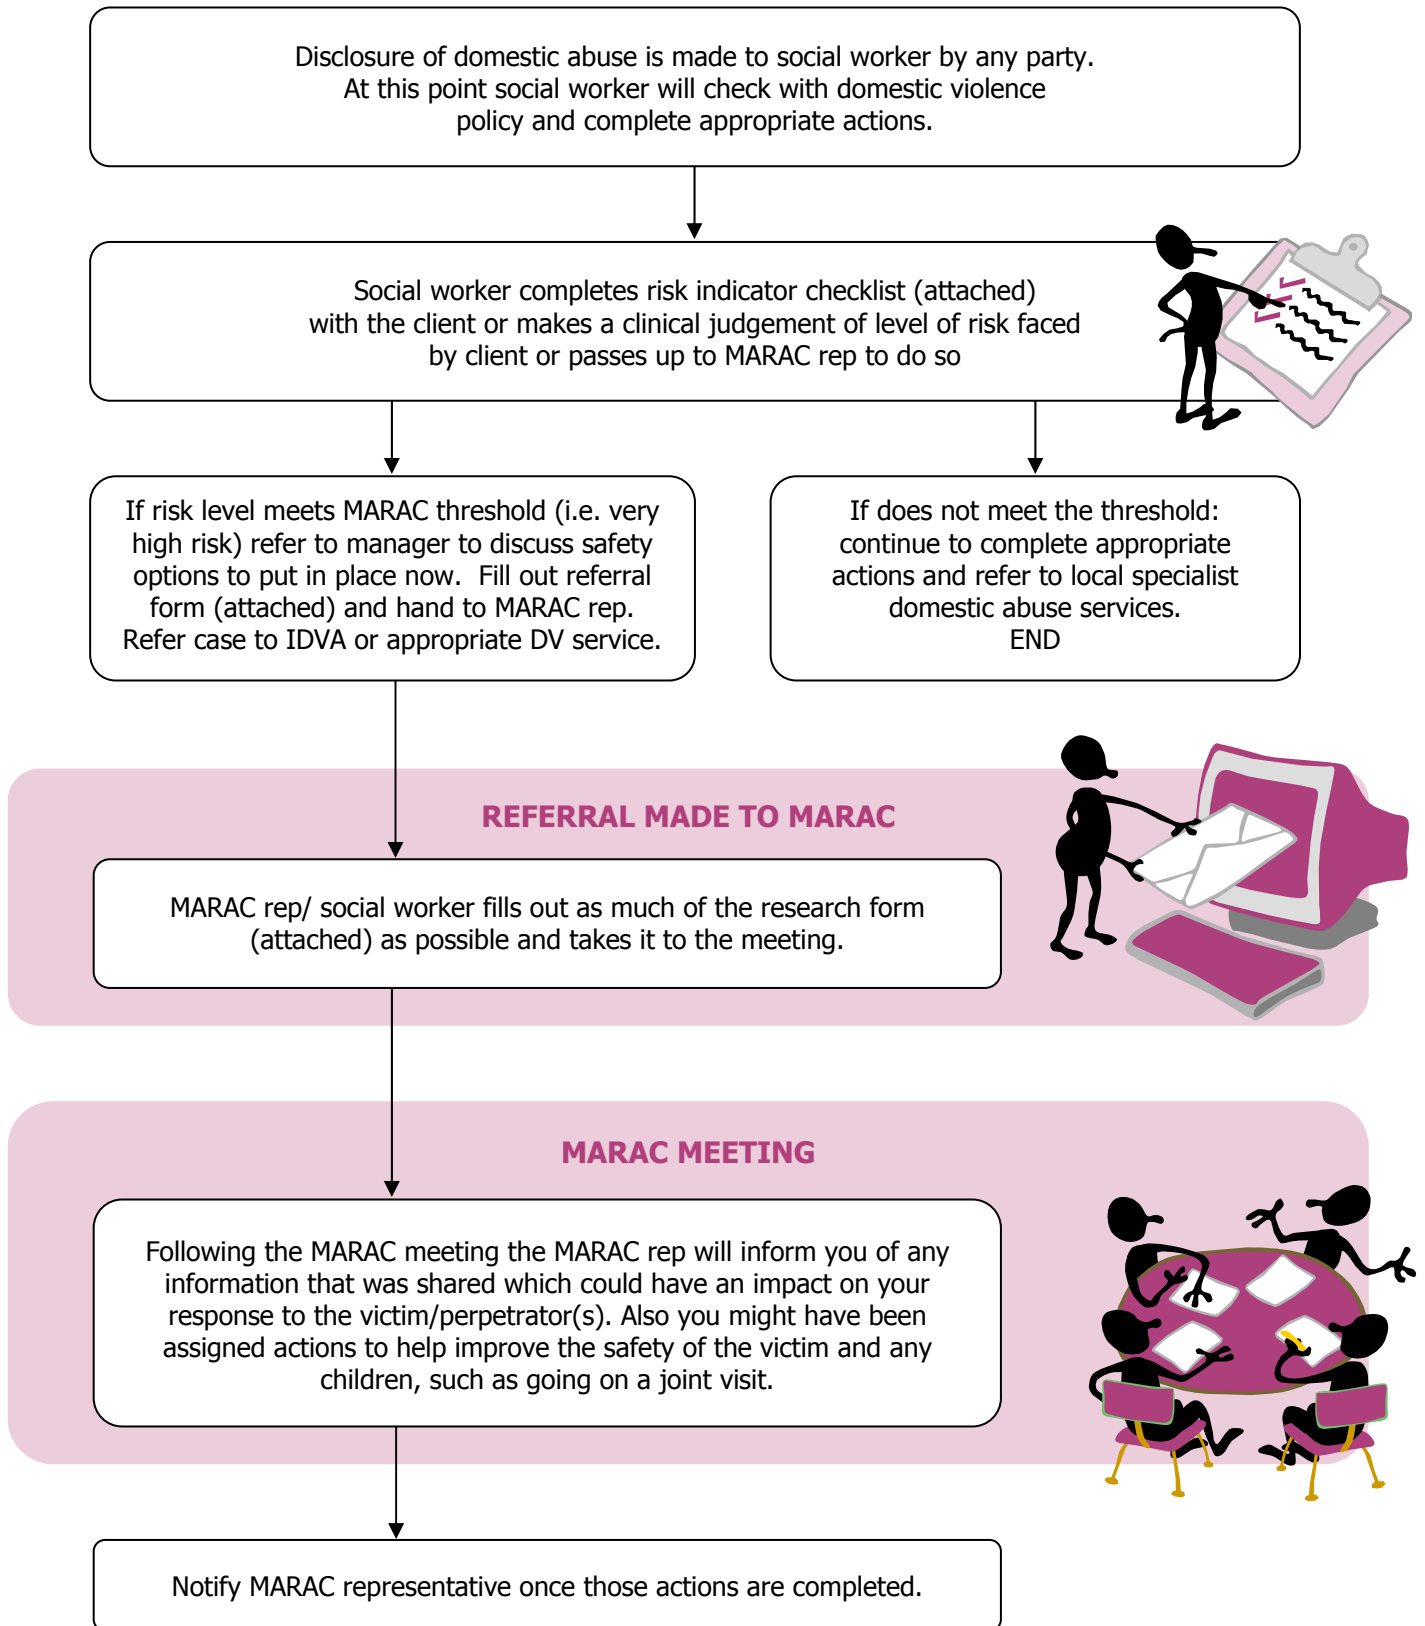 Disclosure of domestic abuse is made to social worker by any party.
At this point social worker will check with domestic violence
policy and complete appropriate actions.
Social worker completes risk indicator checklist (attached)
with the client or makes a clinical judgement of level of risk faced
by client or passes up to MARAC rep to do so
If risk level meets MARAC threshold (i.e. very
high risk) refer to manager to discuss safety
options to put in place now.  Fill out referral
form (attached) and hand to MARAC rep.
Refer case to IDVA or appropriate DV service.
If does not meet the threshold:
continue to complete appropriate
actions and refer to local specialist
domestic abuse services.
END
REFERRAL MADE TO MARAC
MARAC rep/ social worker fills out as much of the research form
(attached) as possible and takes it to the meeting.
MARAC MEETING
Following the MARAC meeting the MARAC rep will inform you of any
information that was shared which could have an impact on your
response to the victim/perpetrator(s). Also you might have been
assigned actions to help improve the safety of the victim and any
children, such as going on a joint visit.
Notify MARAC representative once those actions are completed.